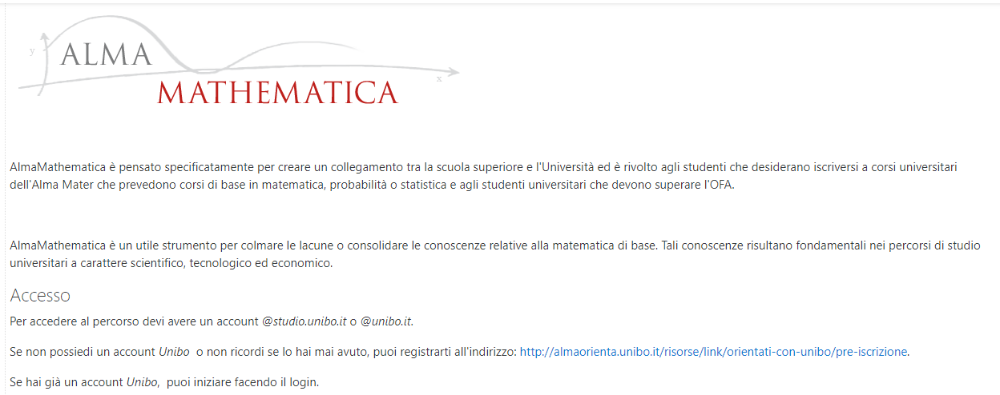 y
ALMA
x
MATHEMATICA
AlmaMathematica è pensato specificatamente per creare un collegamento tra la scuola superiore e l'Università ed è rivolto agli studenti che desiderano iscriversi a corsi universitari
dell'Alma Mater che prevedono corsi di base in matematica, probabilità o statistica e agli studenti universitari che devono superare l'OFA.
AlmaMathematica è un utile strumento per colmare le lacune o consolidare le conoscenze relative alla matematica di base. Tali conoscenze risultano fondamentali nei percorsi di studio
universitari a carattere scientifico, tecnologico ed economico.
Accesso
Per accedere al percorso devi avere un account @studio.unibo.it o @unibo.it.
Se non possiedi un account Unibo o non ricordi se lo hai mai avuto, puoi registrarti all'indirizzo: http://almaorienta.unibo.it/risorse/link/orientati-con-unibo/pre-iscrizione.
Se hai già un account Unibo, puoi iniziare facendo il login.